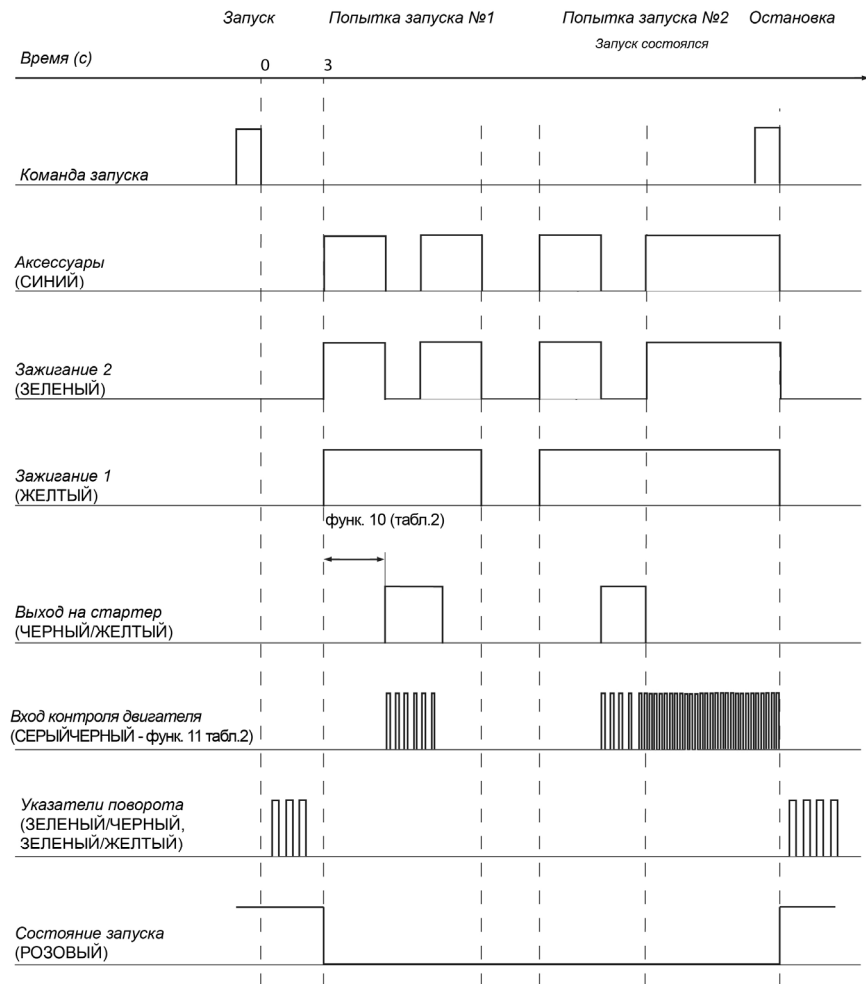 Запуск
Попытка запуска №1
Попытка запуска №2
Остановка
Запуск состоялся
Время (с)
0
3
Команда запуска
Аксессуары
(СИНИЙ)
Зажигание 2
(ЗЕЛЕНЫЙ)
Зажигание 1
(ЖЕЛТЫЙ)
функ. 10 (табл.2)
Выход на стартер
(ЧЕРНЫЙ/ЖЕЛТЫЙ)
Вход контроля двигателя
(СЕРЫЙЧЕРНЫЙ - функ. 11 табл.2)
Указатели поворота
(ЗЕЛЕНЫЙ/ЧЕРНЫЙ,
ЗЕЛЕНЫЙ/ЖЕЛТЫЙ)
Состояние запуска
(РОЗОВЫЙ)